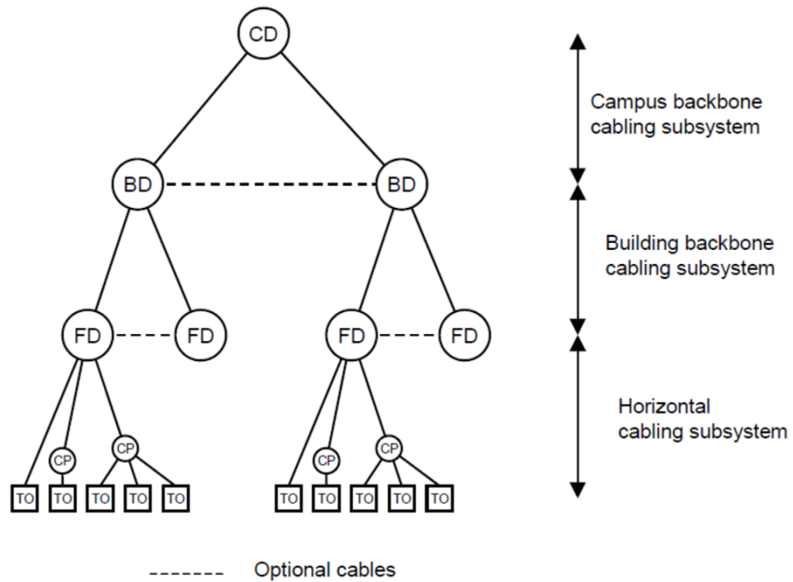 CD
Campus backbone
cabling subsystem
BD
BD
Building backbone
cabling subsystem
FD
FD
FD
FD
Horizontal
cabling subsystem
CP
CP
CP
CP
TO
TO
TO
TO
TO
TO
TO
TO
TO
TO
Optional cables